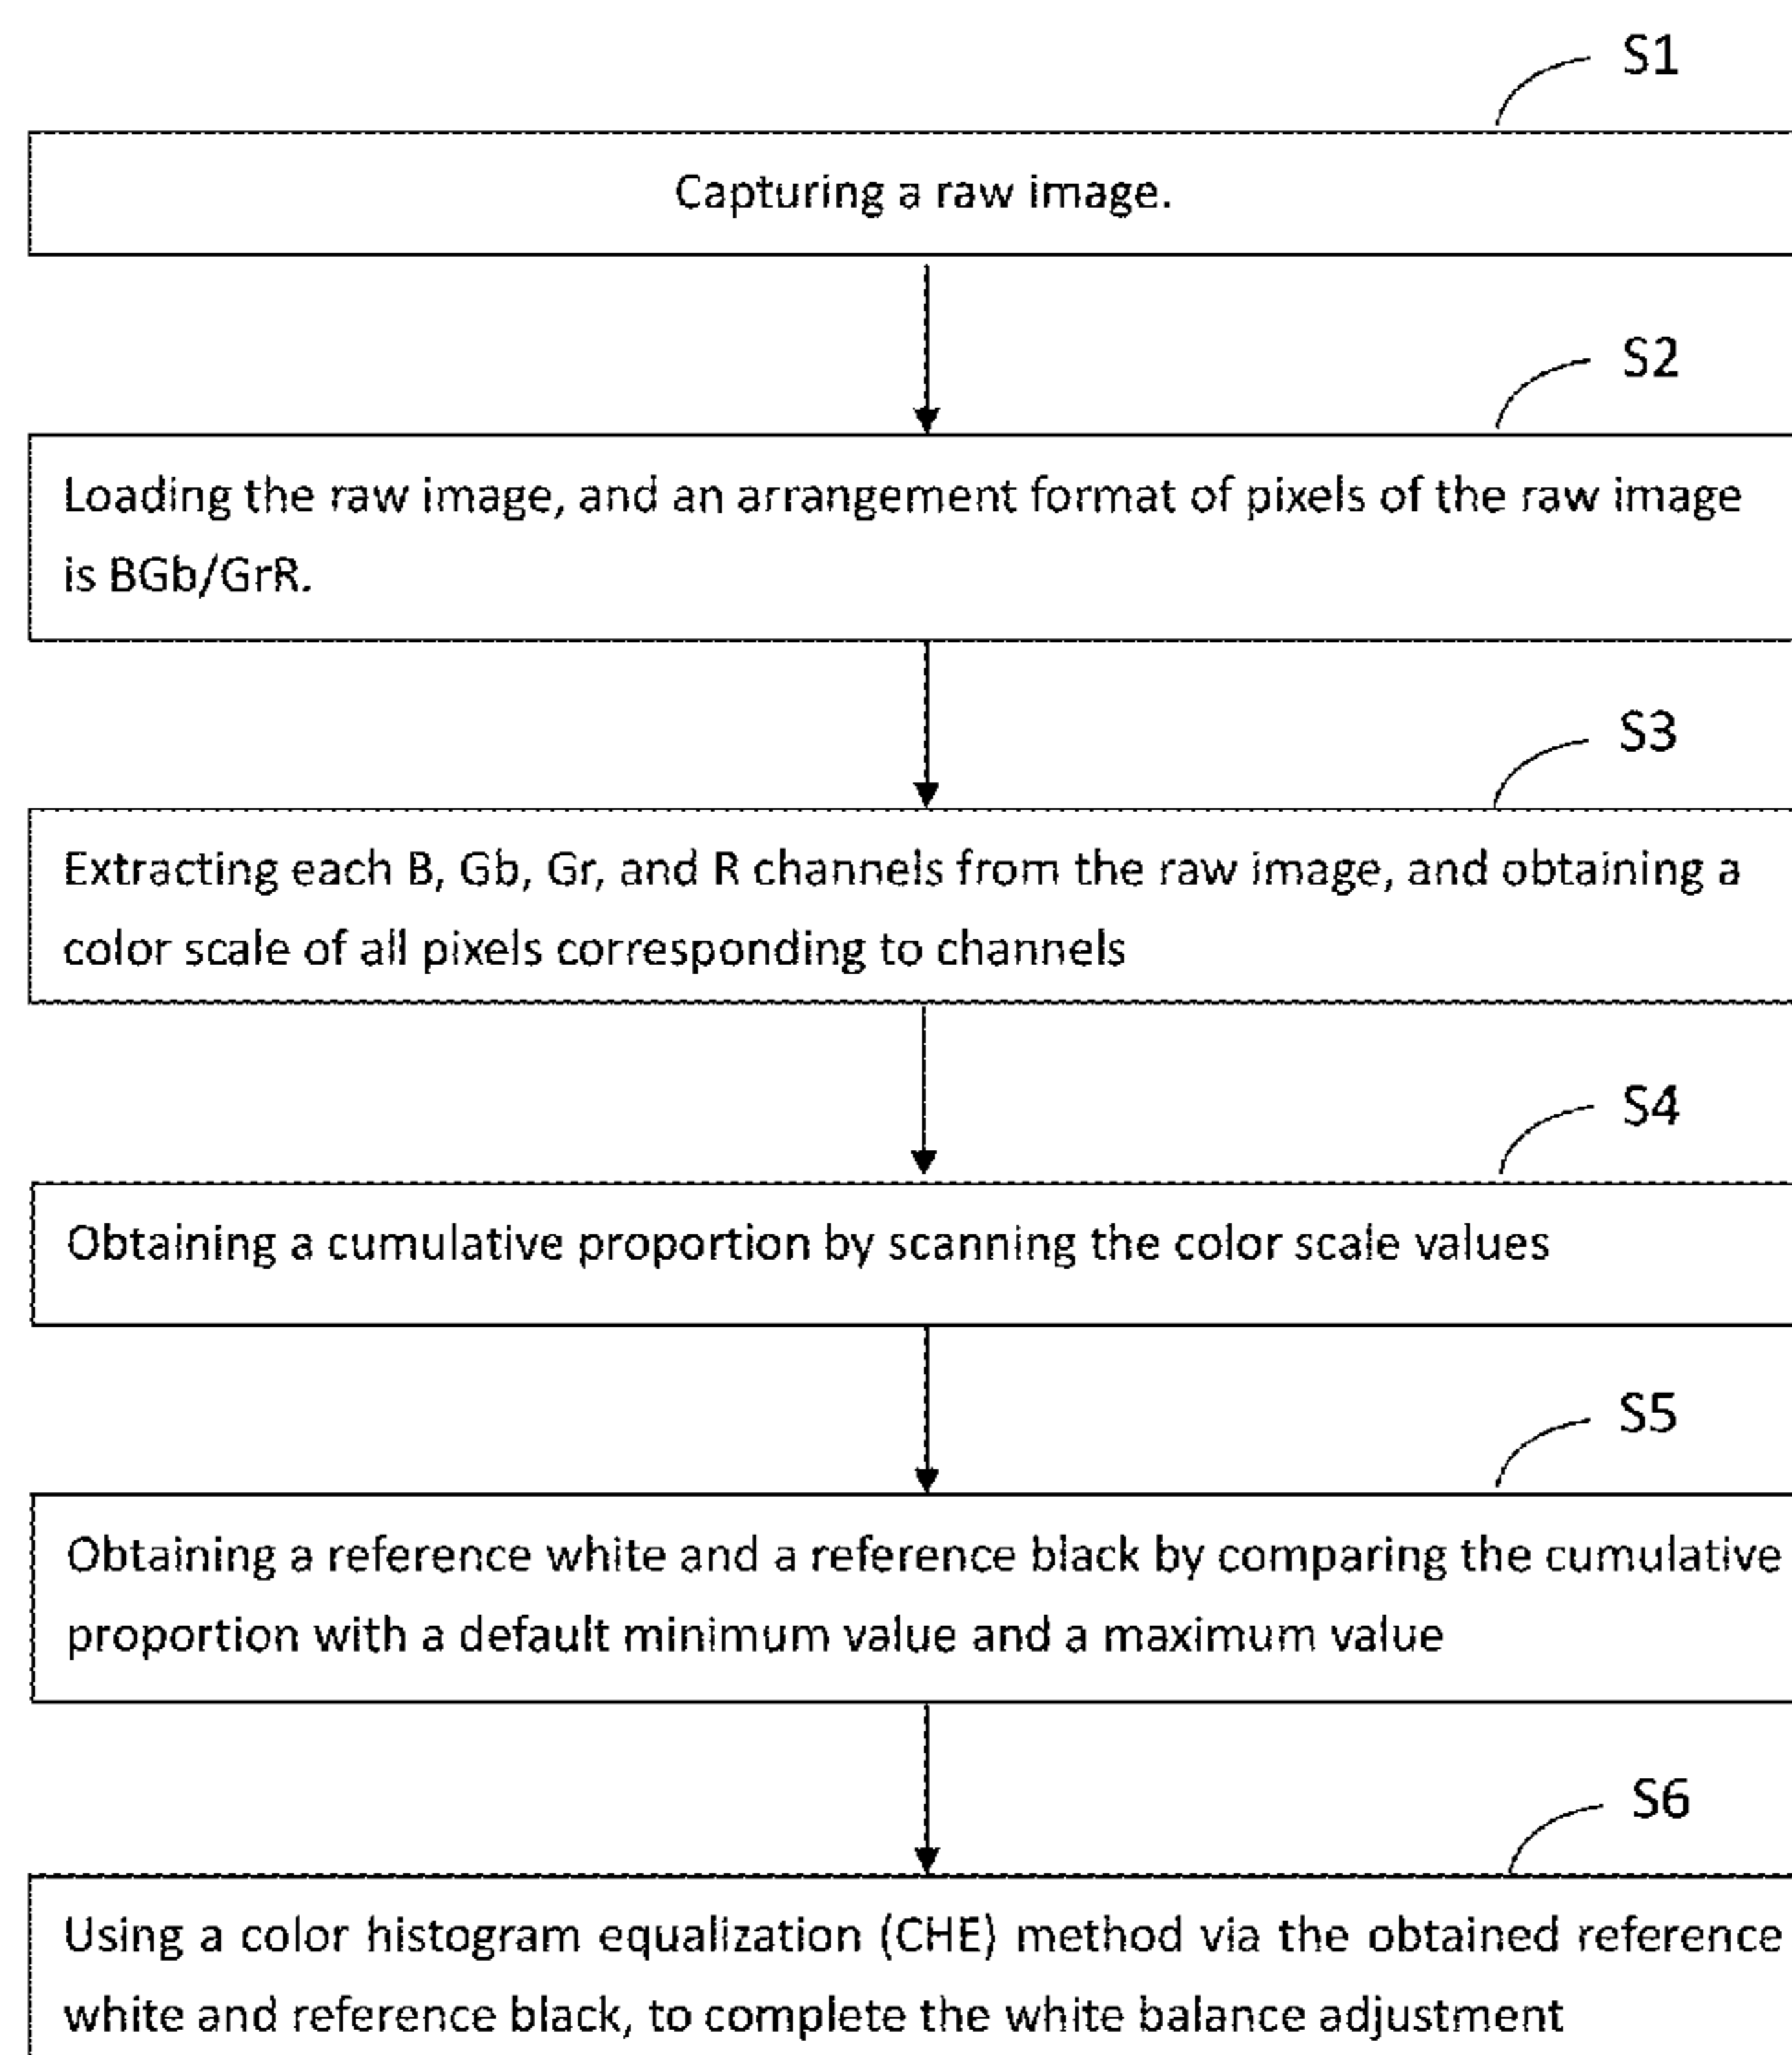 S1
Capturing a raw image.
S2
Loading the raw image, and an arrangement format of pixels of the raw image
is BGb/GrR.
S3
Extracting each B, Gb, Gr, and R channels from the raw image, and obtaining a
color scale of all pixels corresponding to channels
S4
Obtaining a cumulative proportion by scanning the color scale values
S5
Obtaining a reference white and a reference black by comparing the cumulative
proportion with a default minimum value and a maximum value
S6
Using a color histogram equalization (CHE) method via the obtained reference
white and reference black, to complete the white balance adjustment